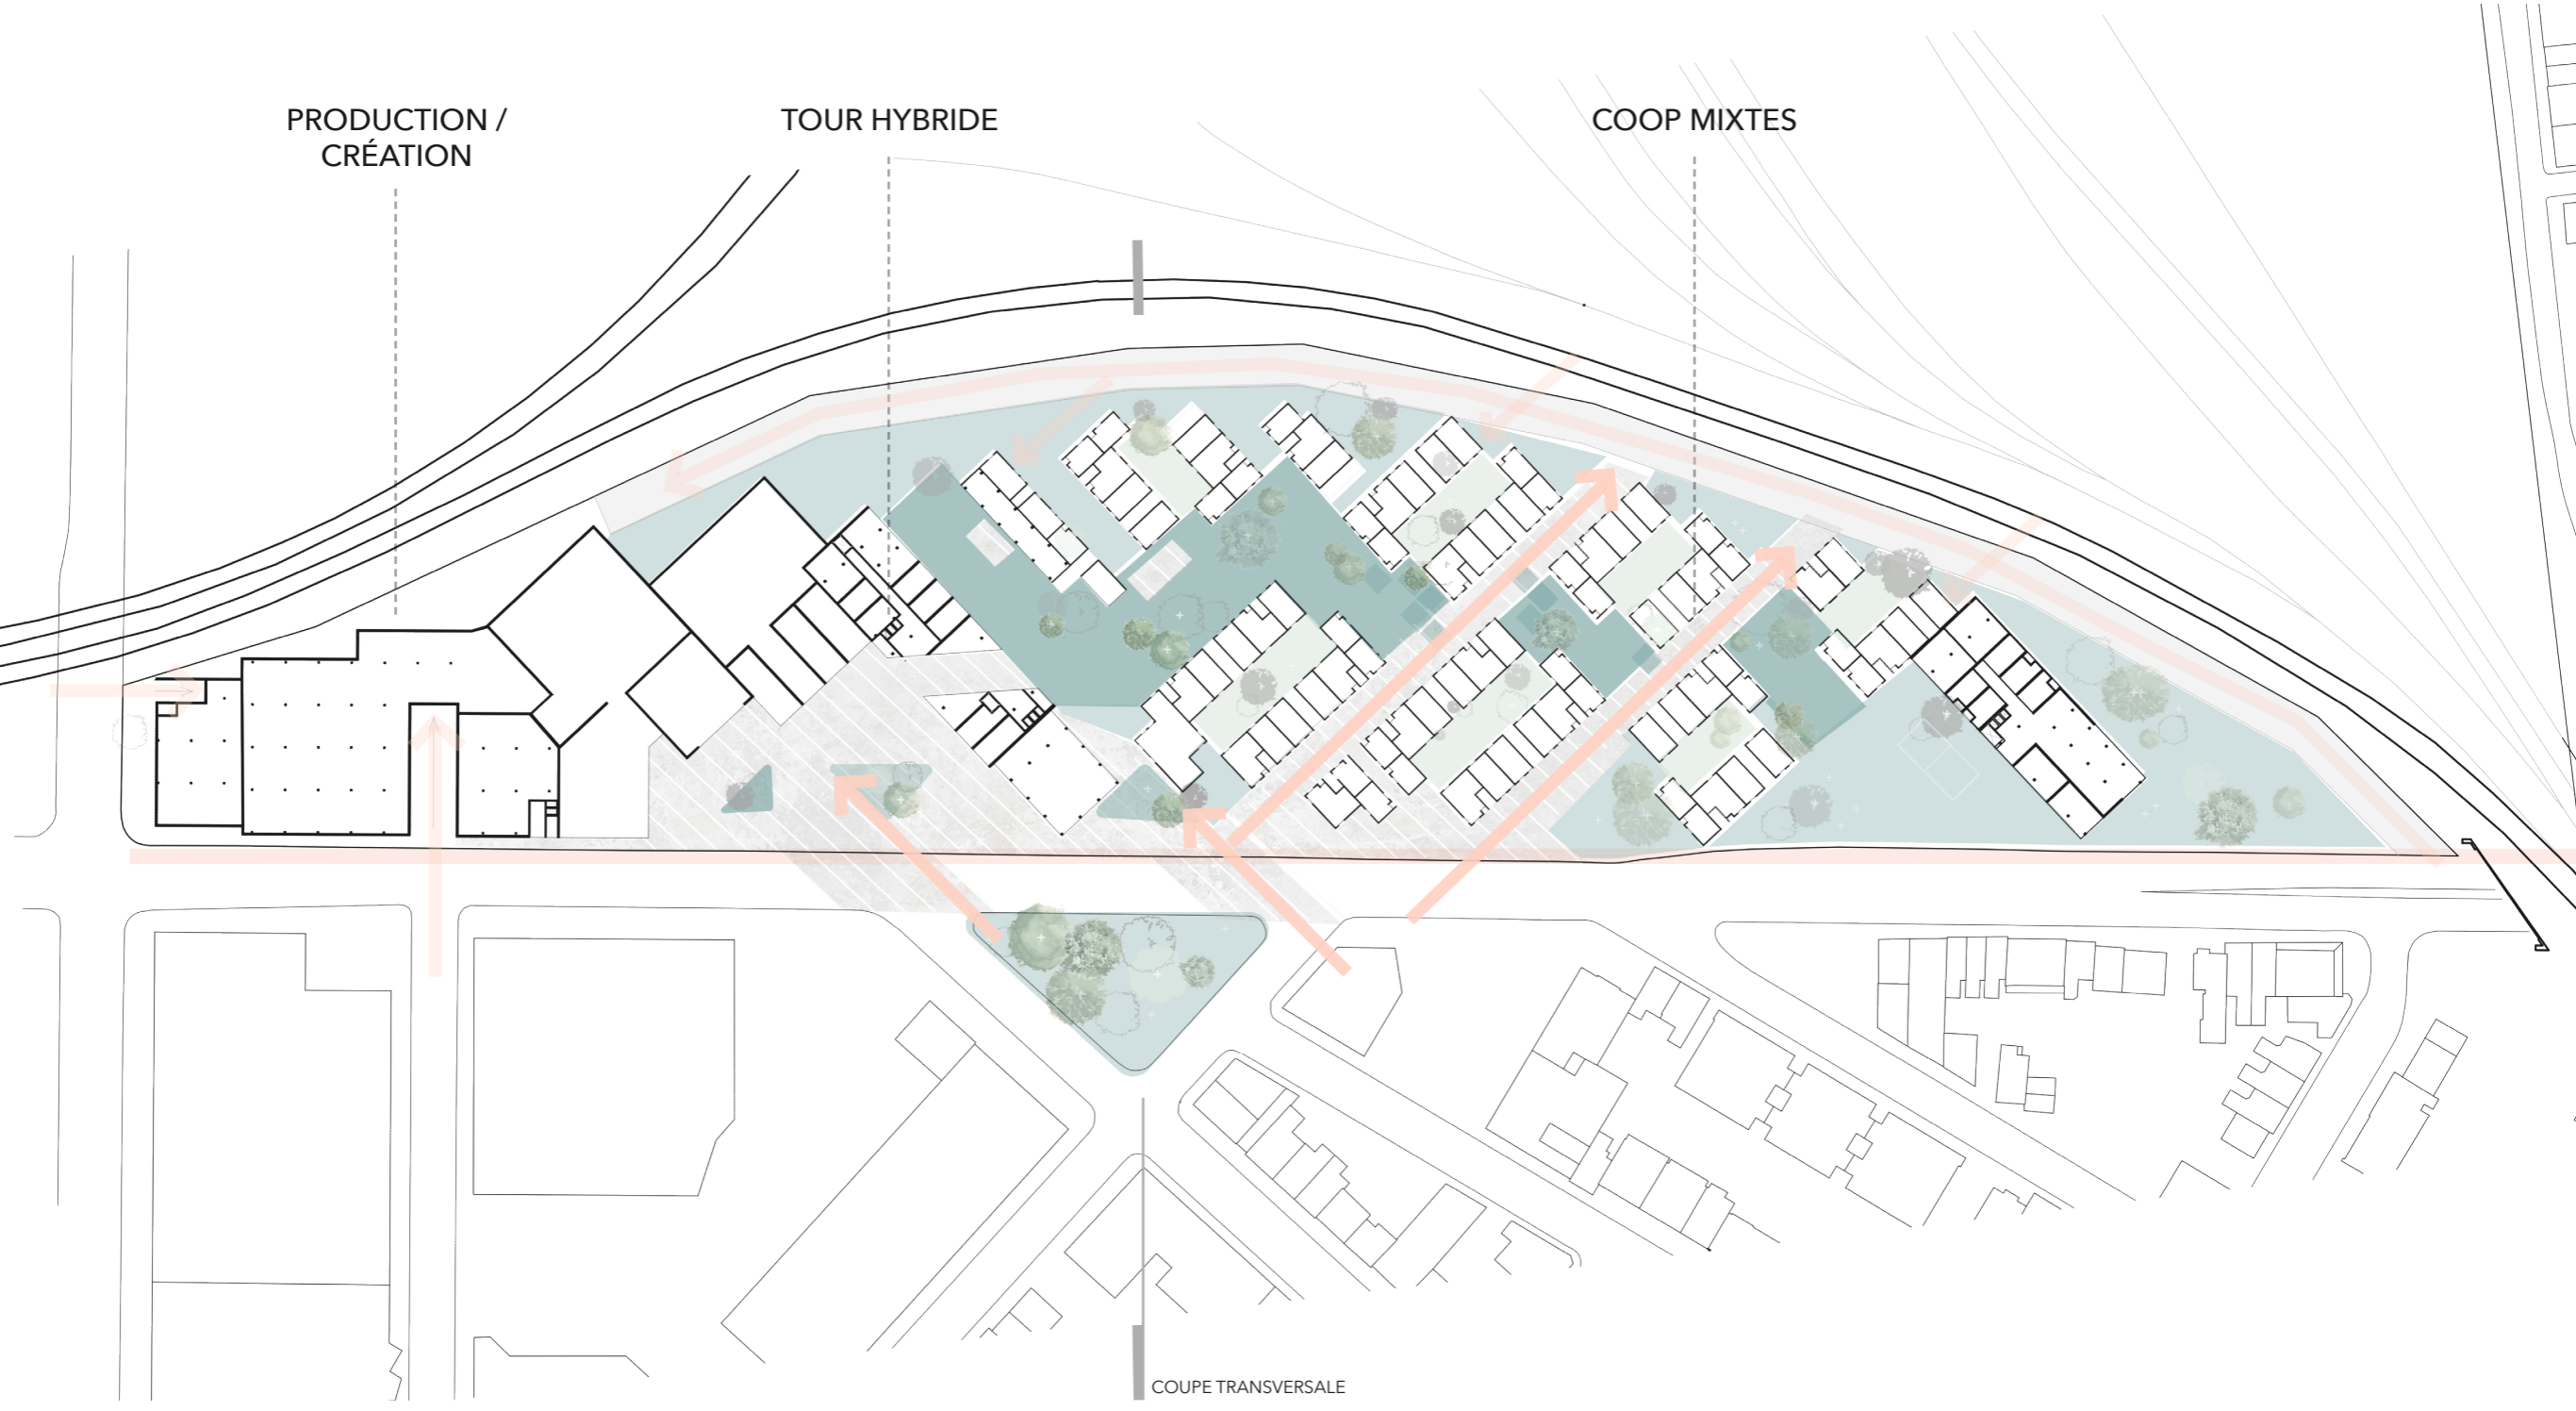 PRODUCTION /
CRÉATION
TOUR HYBRIDE
COOP MIXTES
COUPE TRANSVERSALE